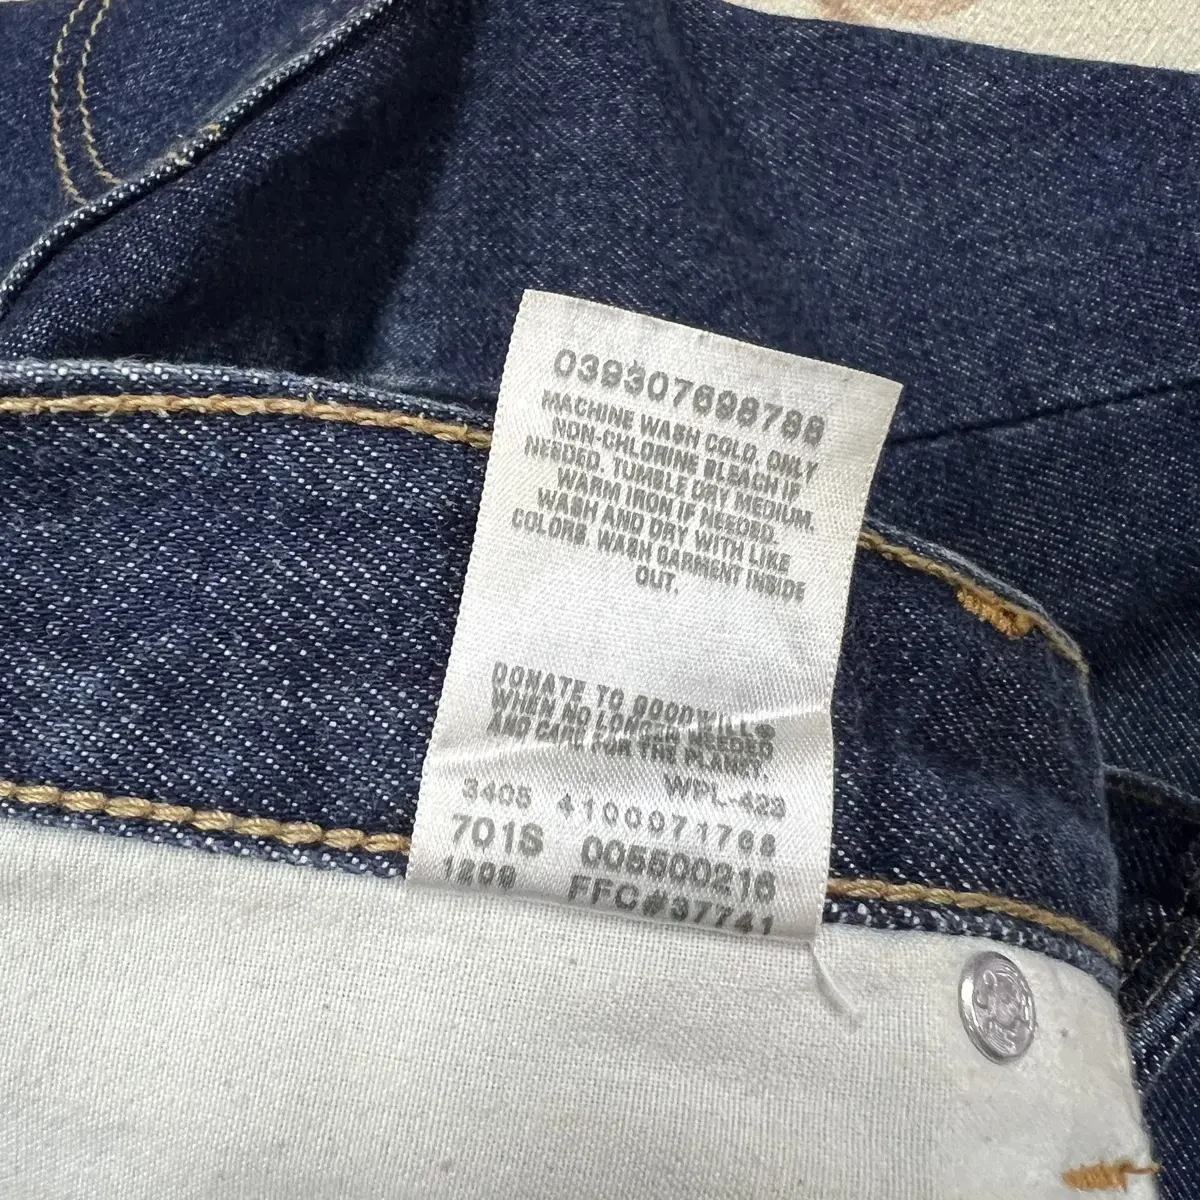 039307698788
MACHINE WASH COLD. ONLY
NON-CHLORINE BLEACH IF
NEEDED. TUMBLE DRY MEDIUM.
WARM IRON IF NEEDED.
WASH AND DRY WITH LIKE
COLORS. WASH GARMENT INSIDE
OUT.
DONATE TO GOODWILL®
WHEN NO LONGER NEEDED
AND CARE FOR THE PLANET.
WPL-423
3405 4100071768
701S 005500216
1209 FFC#37741